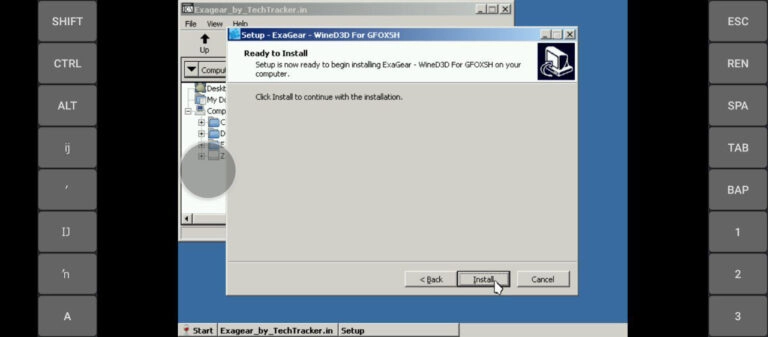 SHIFT
CTRL
ALT
ij
′
IJ
ŉ
A
Exagear_by_TechTracker.in
File View Help
Up
Comput
Deskt
My Du
Comp
C
D
Z
Setup - ExaGear - WineD3D For GFOXSH
Ready to Install
Setup is now ready to begin installing ExaGear - WineD3D For GFOXSH on your
computer.
Click Install to continue with the installation.
< Back Install Cancel
Start Exagear_by_TechTracker.in Setup
ESC
REN
SPA
TAB
BAP
1
2
3